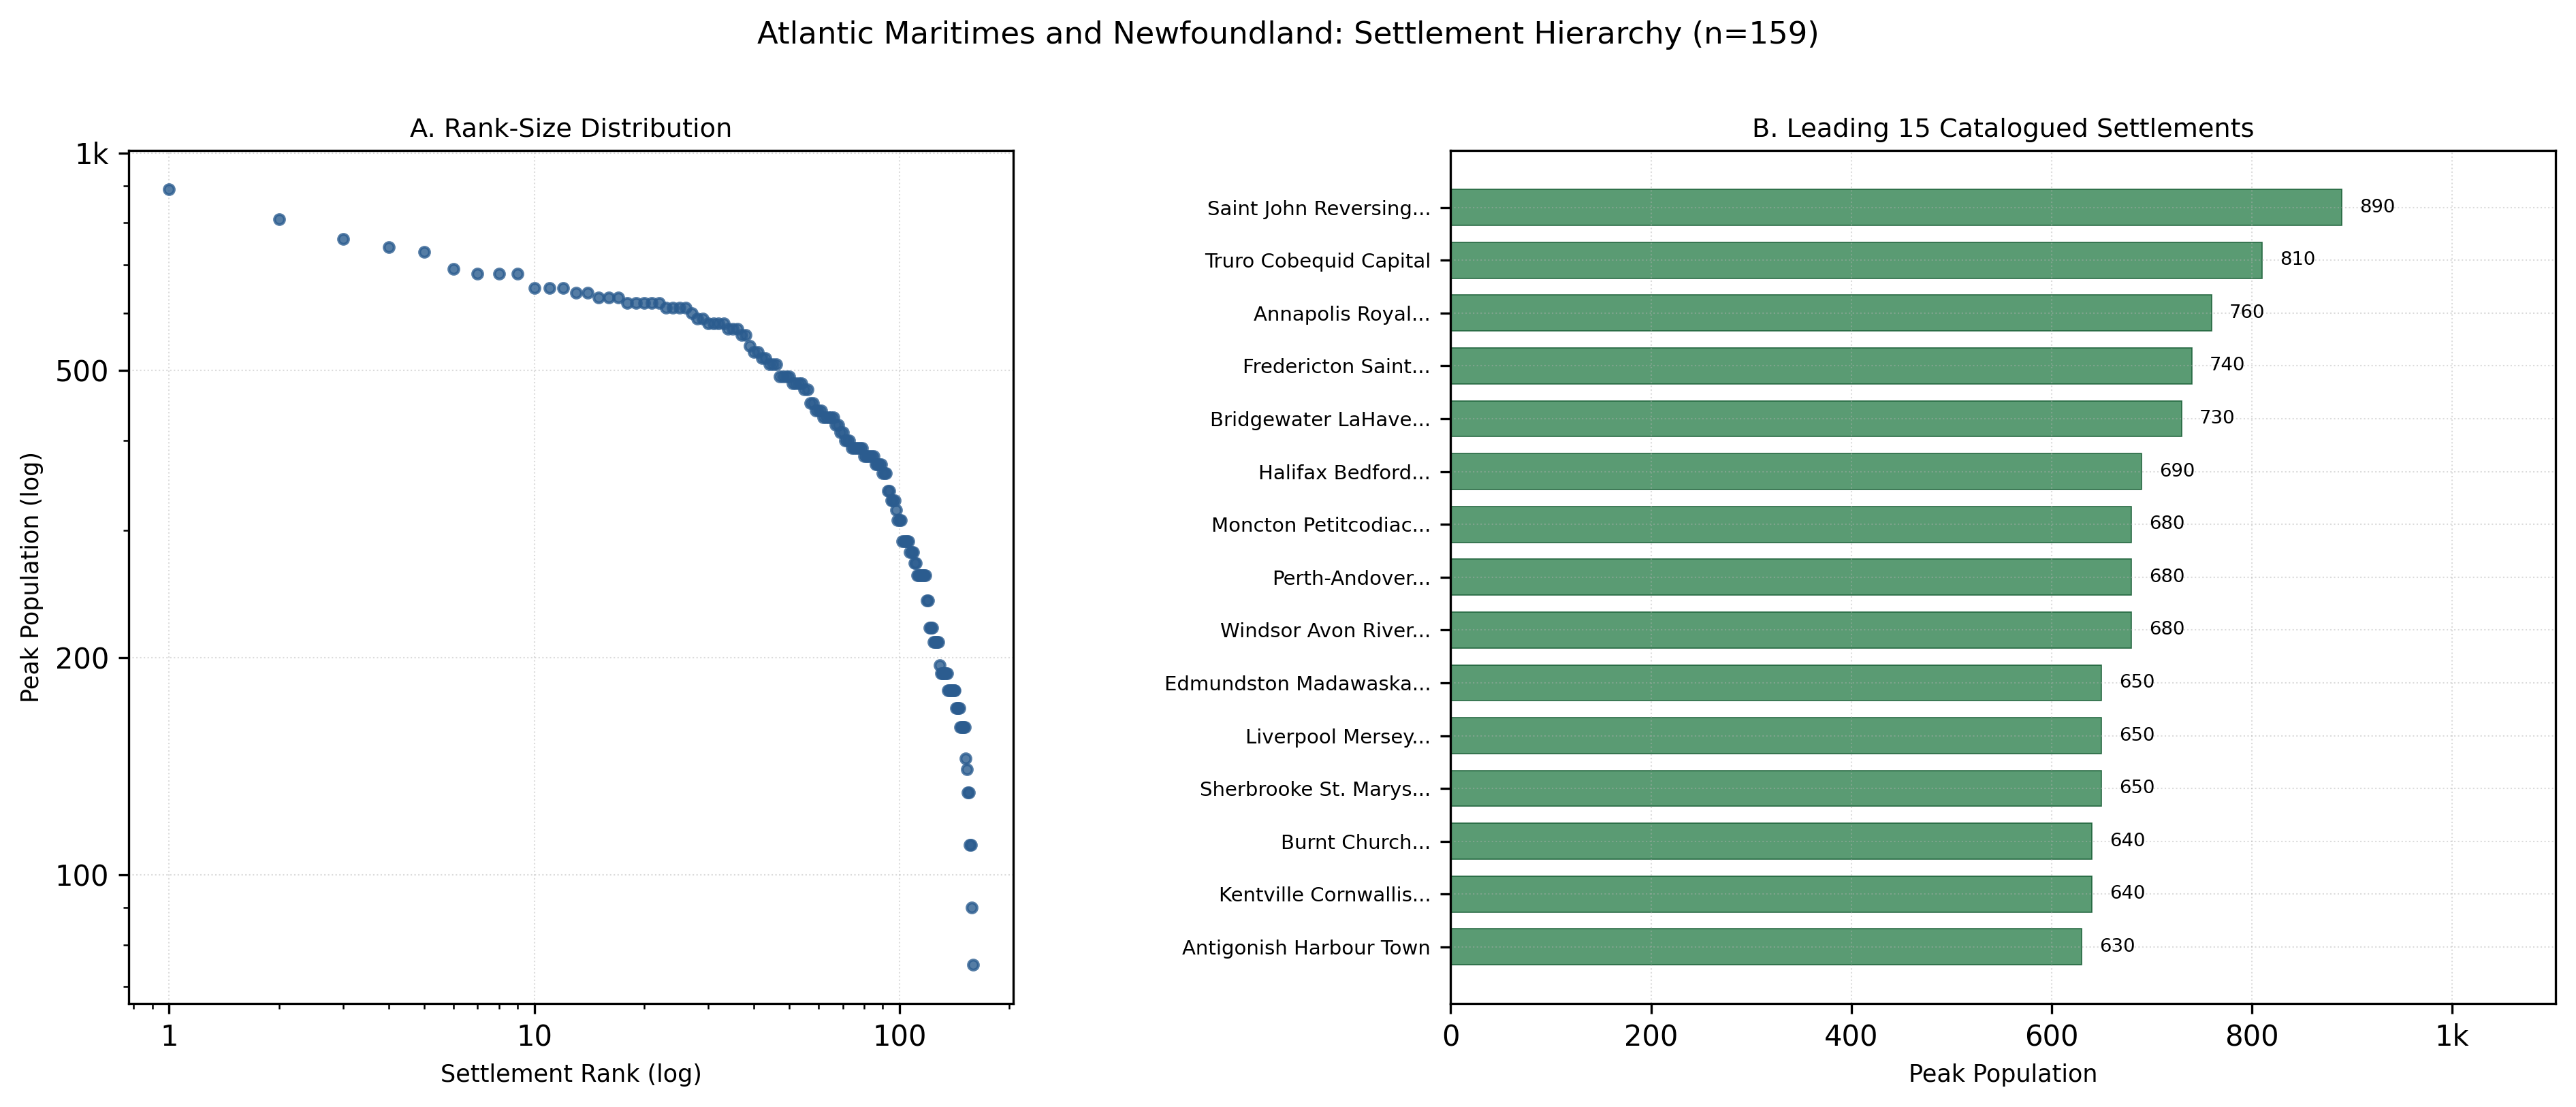 Atlantic Maritimes and Newfoundland: Settlement Hierarchy (n=159)
A. Rank-Size Distribution
1k
500
200
100
Peak Population (log)
1
10
100
Settlement Rank (log)
B. Leading 15 Catalogued Settlements
Saint John Reversing... 890
Truro Cobequid Capital 810
Annapolis Royal... 760
Fredericton Saint... 740
Bridgewater LaHave... 730
Halifax Bedford... 690
Moncton Petitcodiac... 680
Perth-Andover... 680
Windsor Avon River... 680
Edmundston Madawaska... 650
Liverpool Mersey... 650
Sherbrooke St. Marys... 650
Burnt Church... 640
Kentville Cornwallis... 640
Antigonish Harbour Town 630
0
200
400
600
800
1k
Peak Population